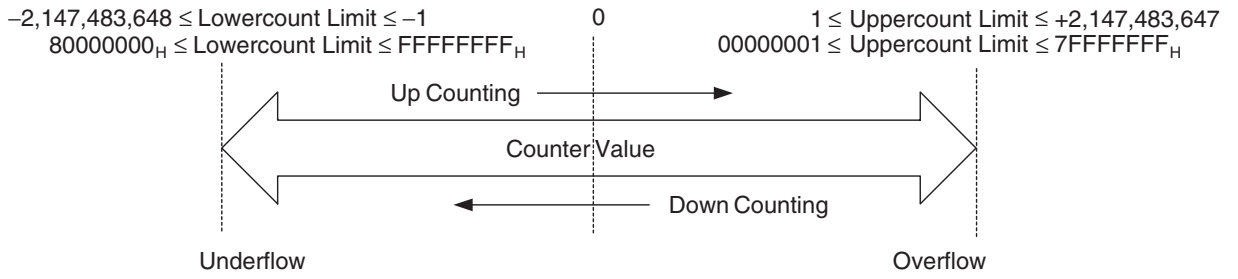 −2,147,483,648 ≤ Lowercount Limit ≤ −1
0
1 ≤ Uppercount Limit ≤ +2,147,483,647
80000000H ≤ Lowercount Limit ≤ FFFFFFFFH
00000001 ≤ Uppercount Limit ≤ 7FFFFFFFH
Up Counting
Counter Value
Down Counting
Underflow
Overflow